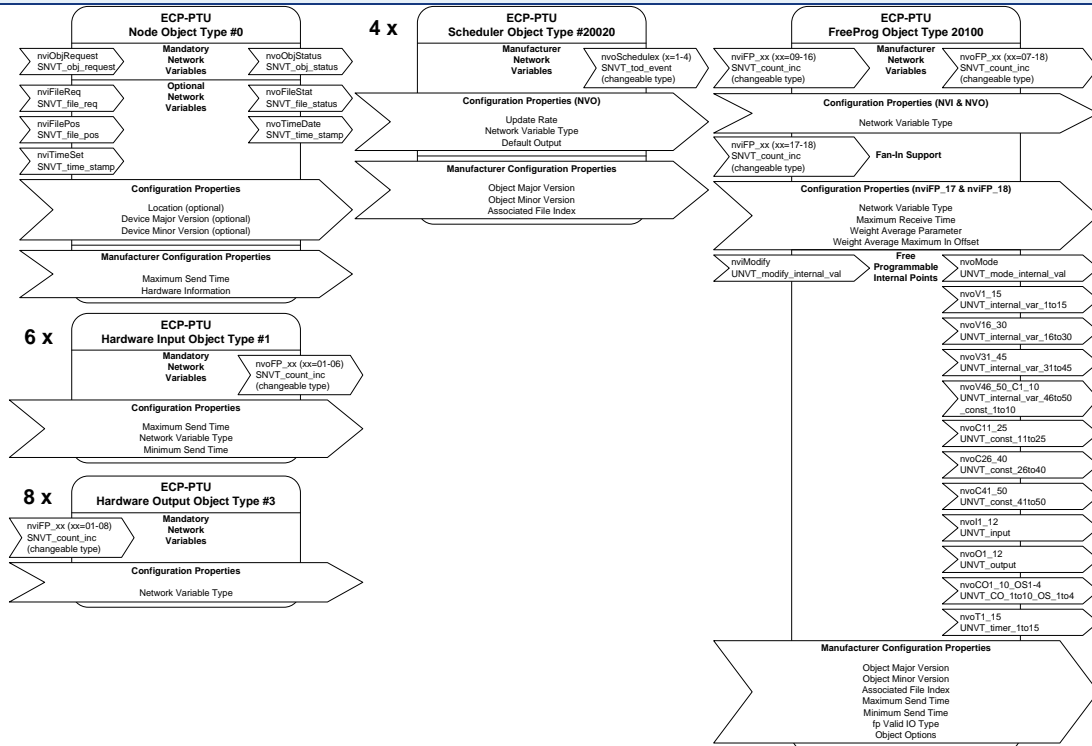 ECP-PTU
Node Object Type #0
nviObjRequest
SNVT_obj_request
Mandatory
Network
Variables
nvoObjStatus
SNVT_obj_status
nviFileReq
SNVT_file_req
Optional
Network
Variables
nvoFileStat
SNVT_file_status
nviFilePos
SNVT_file_pos
nvoTimeDate
SNVT_time_stamp
nviTimeSet
SNVT_time_stamp
Configuration Properties
Location (optional)
Device Major Version (optional)
Device Minor Version (optional)
Manufacturer Configuration Properties
Maximum Send Time
Hardware Information
6 x
ECP-PTU
Hardware Input Object Type #1
Mandatory
Network
Variables
nvoFP_xx (xx=01-06)
SNVT_count_inc
(changeable type)
Configuration Properties
Maximum Send Time
Network Variable Type
Minimum Send Time
8 x
ECP-PTU
Hardware Output Object Type #3
nviFP_xx (xx=01-08)
SNVT_count_inc
(changeable type)
Mandatory
Network
Variables
Configuration Properties
Network Variable Type
4 x
ECP-PTU
Scheduler Object Type #20020
Manufacturer
Network
Variables
nvoSchedulex (x=1-4)
SNVT_tod_event
(changeable type)
Configuration Properties (NVO)
Update Rate
Network Variable Type
Default Output
Manufacturer Configuration Properties
Object Major Version
Object Minor Version
Associated File Index
ECP-PTU
FreeProg Object Type 20100
nviFP_xx (xx=09-16)
SNVT_count_inc
(changeable type)
Manufacturer
Network
Variables
nvoFP_xx (xx=07-18)
SNVT_count_inc
(changeable type)
Configuration Properties (NVI & NVO)
Network Variable Type
nviFP_xx (xx=17-18)
SNVT_count_inc
(changeable type)
Fan-In Support
Configuration Properties (nviFP_17 & nviFP_18)
Network Variable Type
Maximum Receive Time
Weight Average Parameter
Weight Average Maximum In Offset
nviModify
UNVT_modify_internal_val
Free
Programmable
Internal Points
nvoMode
UNVT_mode_internal_val
nvoV1_15
UNVT_internal_var_1to15
nvoV16_30
UNVT_internal_var_16to30
nvoV31_45
UNVT_internal_var_31to45
nvoV46_50_C1_10
UNVT_internal_var_46to50
_const_1to10
nvoC11_25
UNVT_const_11to25
nvoC26_40
UNVT_const_26to40
nvoC41_50
UNVT_const_41to50
nvoI1_12
UNVT_input
nvoO1_12
UNVT_output
nvoCO1_10_OS1-4
UNVT_CO_1to10_OS_1to4
nvoT1_15
UNVT_timer_1to15
Manufacturer Configuration Properties
Object Major Version
Object Minor Version
Associated File Index
Maximum Send Time
Minimum Send Time
fp Valid IO Type
Object Options